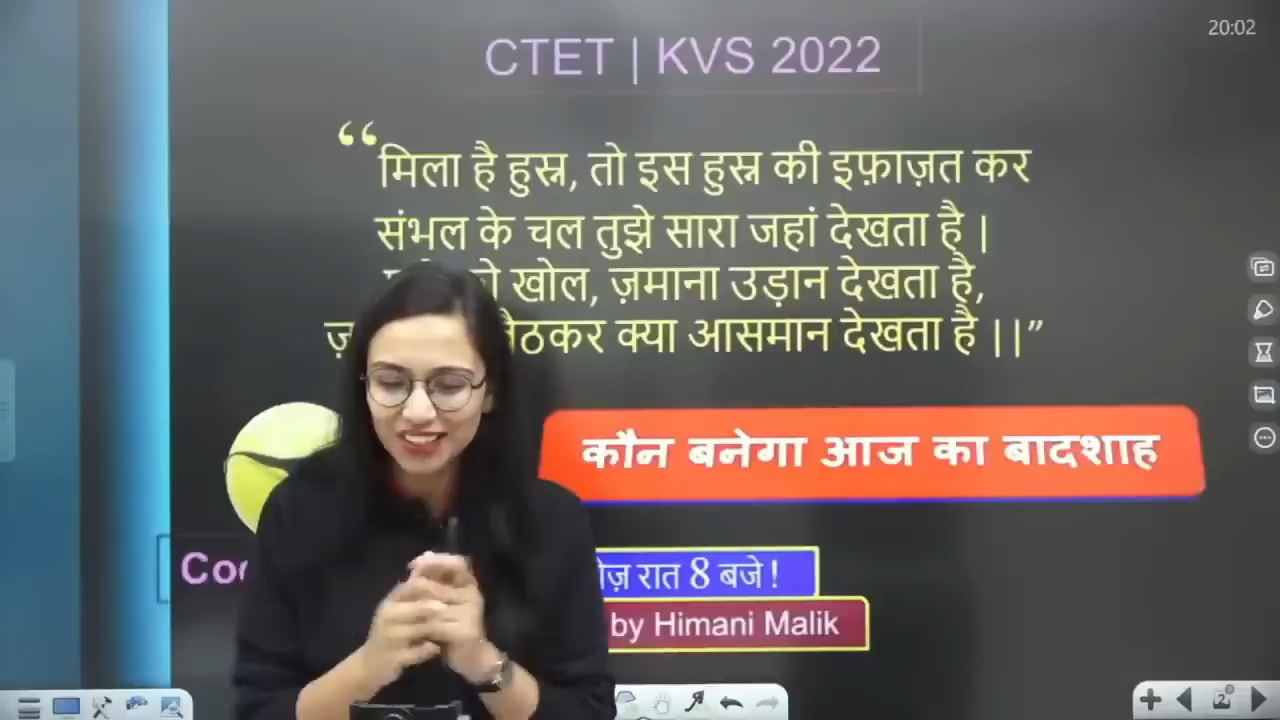 20:02
CTET | KVS 2022
“मिला है हुस्न, तो इस हुस्न की इफ़ाज़त कर
संभल के चल तुझे सारा जहां देखता है |
खोल, ज़माना उड़ान देखता है,
क्या आसमान देखता है ||”
कौन बनेगा आज का बादशाह
रात 8 बजे!
by Himani Malik
2